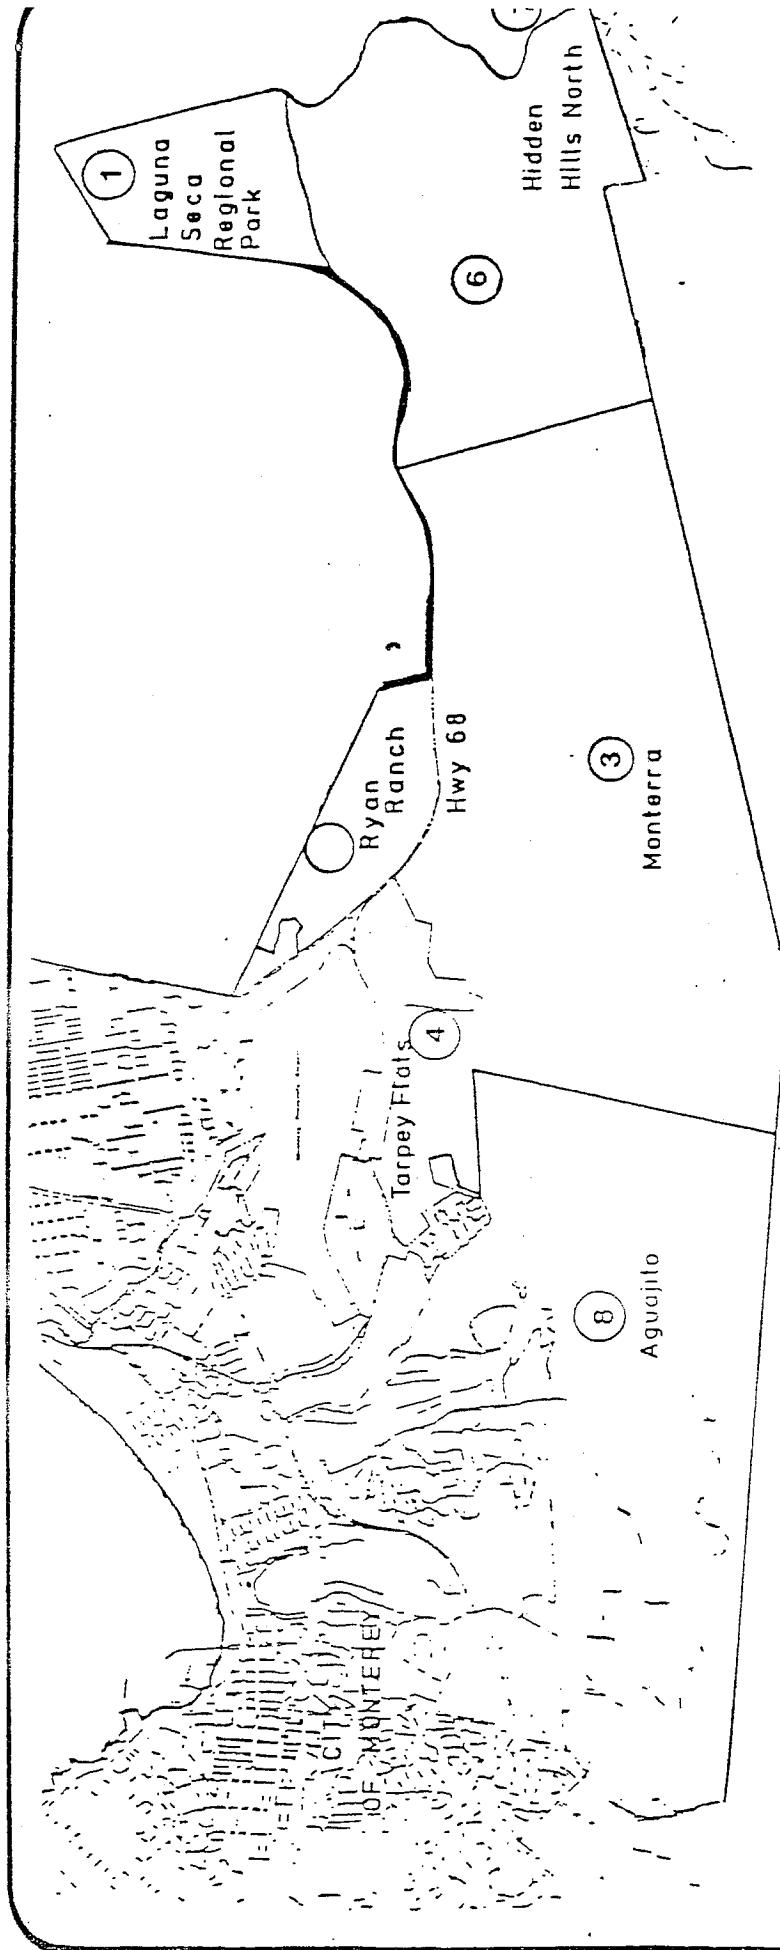 1
Laguna
Seca
Regional
Park
Hidden
Hills North
6
Ryan
Ranch
Hwy 68
3
Monterra
Tarpey Flats
4
8
Aguajito
CITY
OF MONTEREY